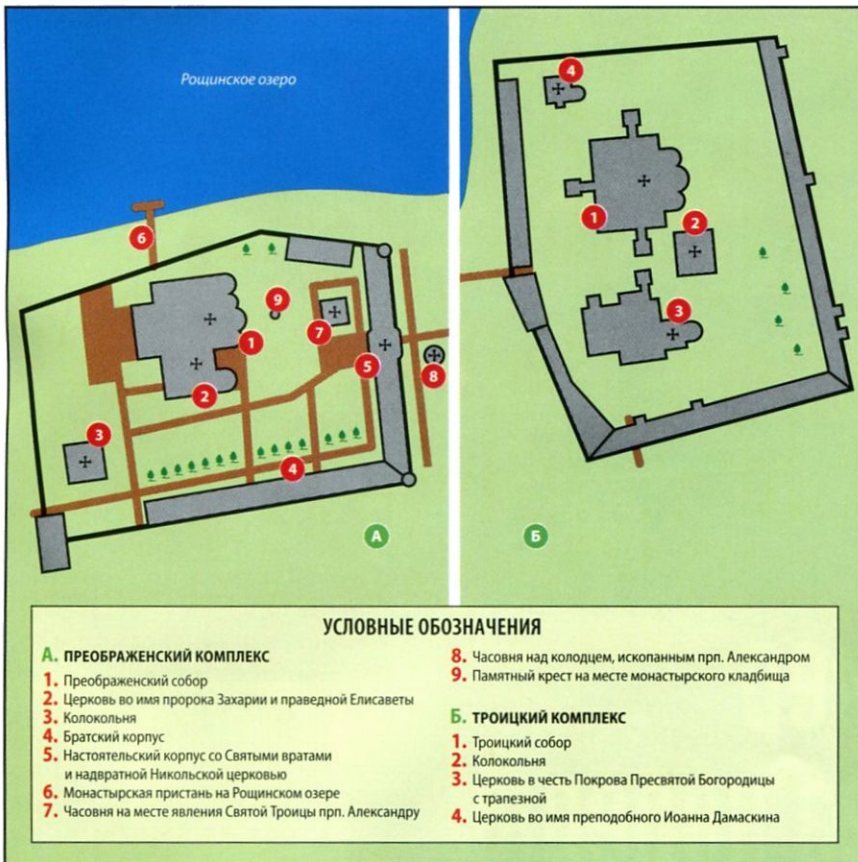 Рощинское озеро
4
1
2
6
9
3
7
1
5
8
2
3
4
А
Б
УСЛОВНЫЕ ОБОЗНАЧЕНИЯ
А. ПРЕОБРАЖЕНСКИЙ КОМПЛЕКС
1. Преображенский собор
2. Церковь во имя пророка Захарии и праведной Елисаветы
3. Колокольня
4. Братский корпус
5. Настоятельский корпус со Святыми вратами
и надвратной Никольской церковью
6. Монастырская пристань на Рощинском озере
7. Часовня на месте явления Святой Троицы прп. Александру
8. Часовня над колодцем, ископанным прп. Александром
9. Памятный крест на месте монастырского кладбища
Б. ТРОИЦКИЙ КОМПЛЕКС
1. Троицкий собор
2. Колокольня
3. Церковь в честь Покрова Пресвятой Богородицы
с трапезной
4. Церковь во имя преподобного Иоанна Дамаскина